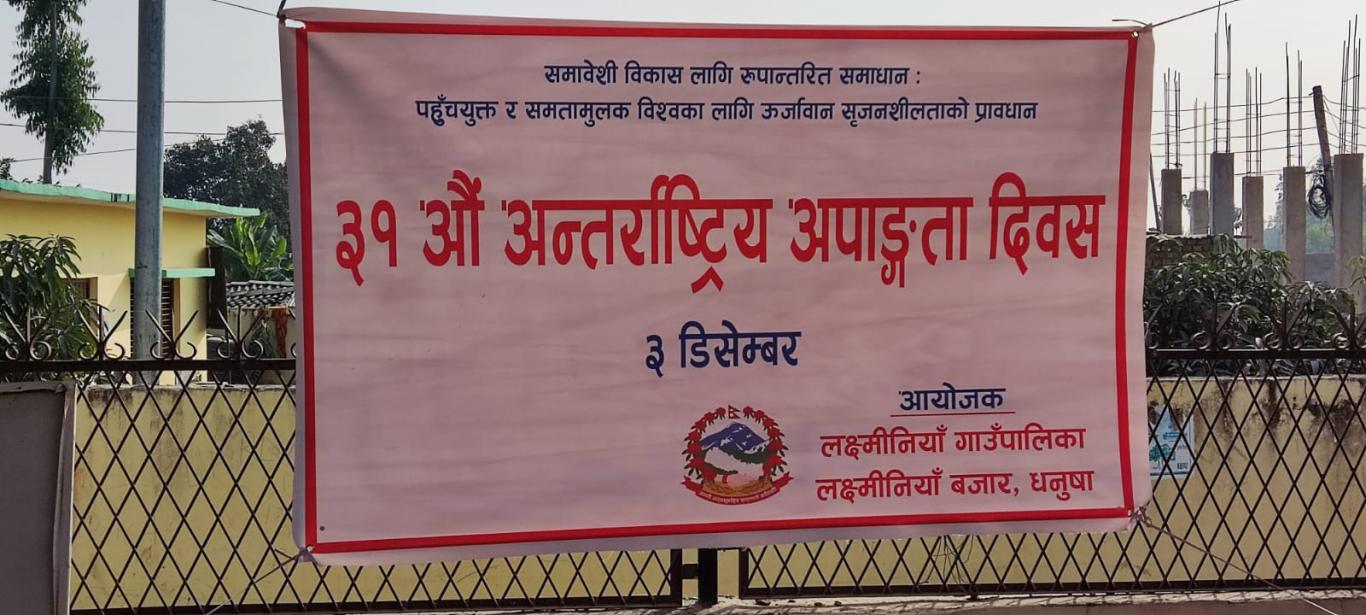 समावेशी विकास लागि रूपान्तरित समाधान :
पहुँचयुक्त र समतामुलक विश्वका लागि ऊर्जावान सृजनशीलताको प्रावधान
३१ औं अन्तर्राष्ट्रिय अपाङ्गता दिवस
३ डिसेम्बर
आयोजक
लक्ष्मीनियाँ गाउँपालिका
लक्ष्मीनियाँ बजार, धनुषा